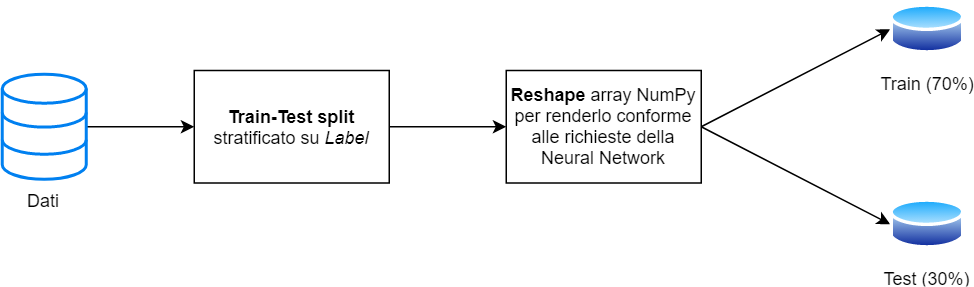 Dati
Train-Test split
stratificato su Label
Reshape array NumPy
per renderlo conforme
alle richieste della
Neural Network
Train (70%)
Test (30%)